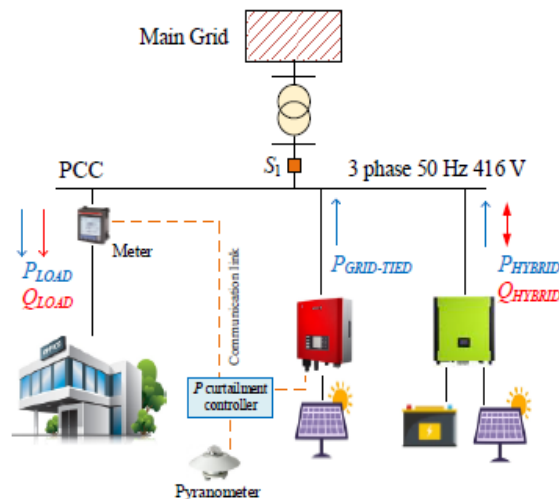 Main Grid
S1
PCC
3 phase 50 Hz 416 V
Meter
PLOAD
QLOAD
Communication link
PGRID-TIED
PHYBRID
QHYBRID
OFFICE
P curtailment
controller
Pyranometer